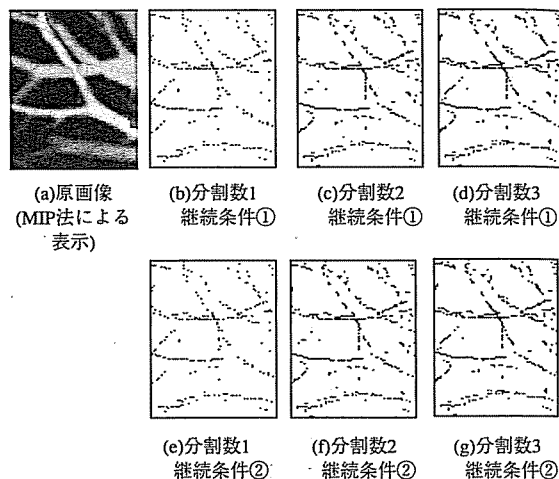 (a)原画像
(MIP法による
表示)
(b)分割数1
継続条件①
(c)分割数2
継続条件①
(d)分割数3
継続条件①
(e)分割数1
継続条件②
(f)分割数2
継続条件②
(g)分割数3
継続条件②